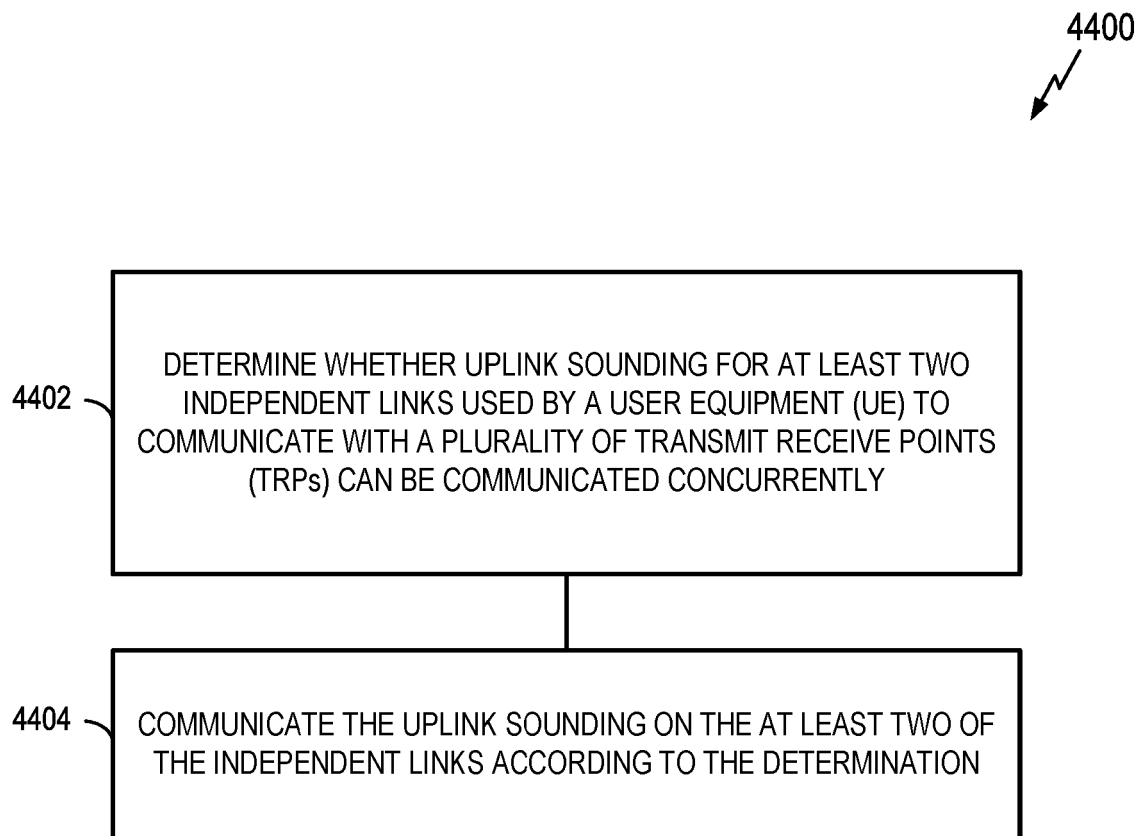 4400
4402
DETERMINE WHETHER UPLINK SOUNDING FOR AT LEAST TWO
INDEPENDENT LINKS USED BY A USER EQUIPMENT (UE) TO
COMMUNICATE WITH A PLURALITY OF TRANSMIT RECEIVE POINTS
(TRPs) CAN BE COMMUNICATED CONCURRENTLY
4404
COMMUNICATE THE UPLINK SOUNDING ON THE AT LEAST TWO OF
THE INDEPENDENT LINKS ACCORDING TO THE DETERMINATION